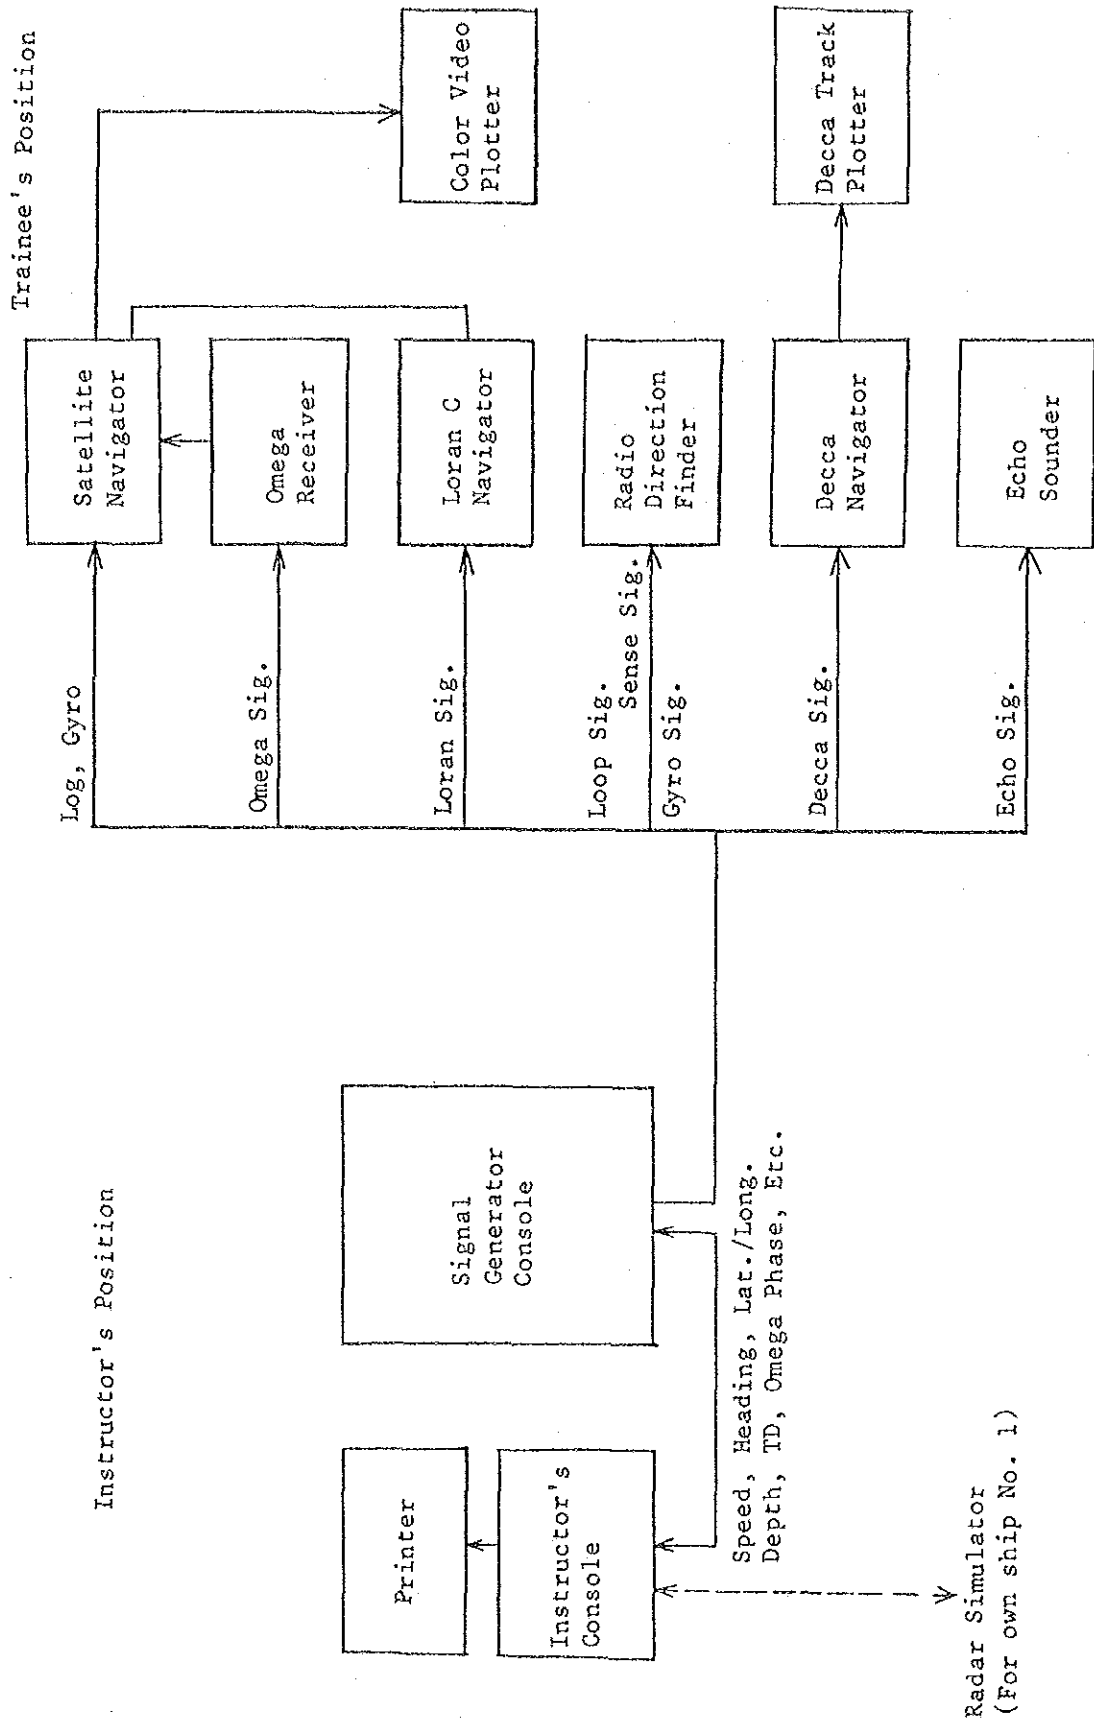 Instructor's Position
Trainee's Position
Printer
Instructor's
Console
Signal
Generator
Console
Speed, Heading, Lat./Long.
Depth, TD, Omega Phase, Etc.
Radar Simulator
(For own ship No. 1)
Log, Gyro
Satellite
Navigator
Omega Sig.
Omega
Receiver
Loran Sig.
Loran C
Navigator
Color Video
Plotter
Loop Sig.
Sense Sig.
Gyro Sig.
Radio
Direction
Finder
Decca Sig.
Decca
Navigator
Decca Track
Plotter
Echo Sig.
Echo
Sounder